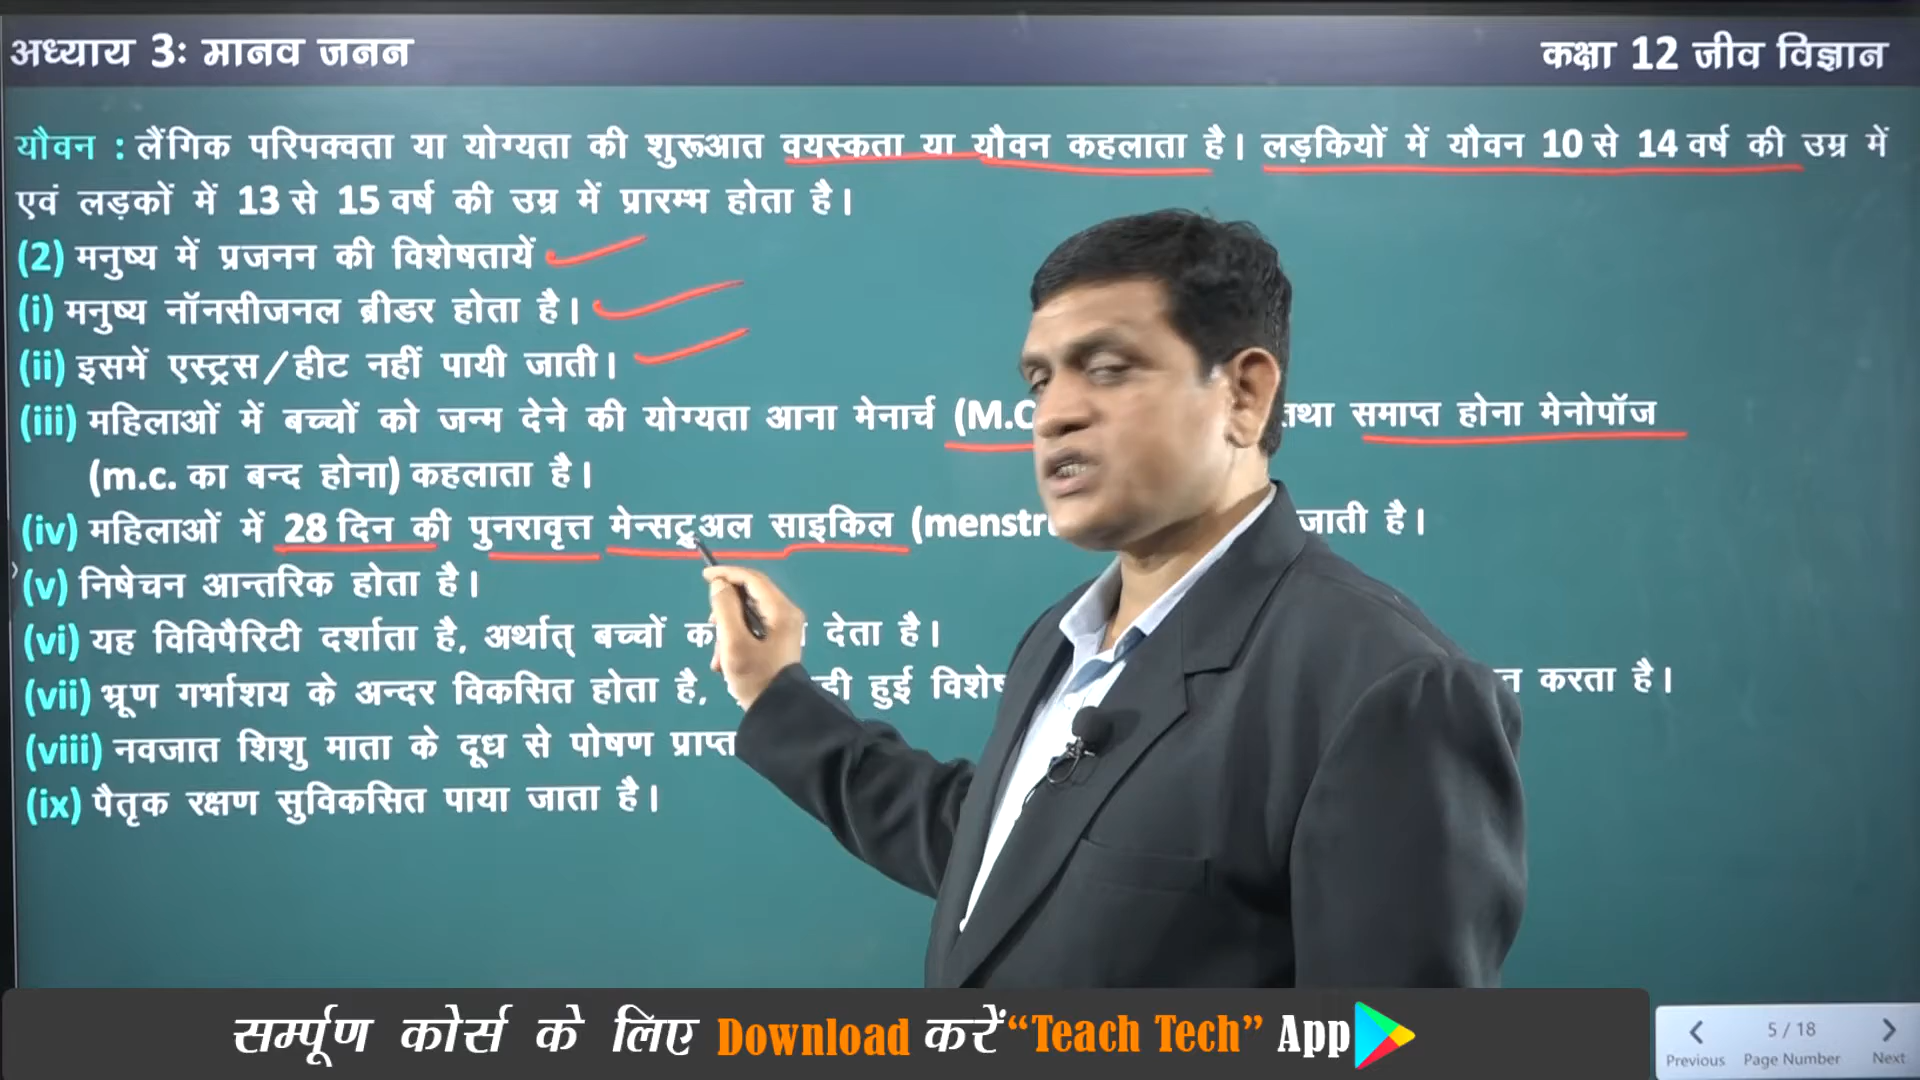 अध्याय 3: मानव जनन
कक्षा 12 जीव विज्ञान
यौवन : लैंगिक परिपक्वता या योग्यता की शुरूआत वयस्कता या यौवन कहलाता है। लड़कियों में यौवन 10 से 14 वर्ष की उम्र में
एवं लड़कों में 13 से 15 वर्ष की उम्र में प्रारम्भ होता है।
(2) मनुष्य में प्रजनन की विशेषतायें
(i) मनुष्य नॉनसीजनल ब्रीडर होता है।
(ii) इसमें एस्ट्रस/हीट नहीं पायी जाती।
(iii) महिलाओं में बच्चों को जन्म देने की योग्यता आना मेनार्च (M.C तथा समाप्त होना मेनोपॉज
(m.c. का बन्द होना) कहलाता है।
(iv) महिलाओं में 28 दिन की पुनरावृत्त मेन्सट्रुअल साइकिल (menstr जाती है।
(v) निषेचन आन्तरिक होता है।
(vi) यह विविपैरिटी दर्शाता है, अर्थात् बच्चों देता है।
(vii) भ्रूण गर्भाशय के अन्दर विकसित होता है, हुई करता है।
(viii) नवजात शिशु माता के दूध से पोषण प्राप्त
(ix) पैतृक रक्षण सुविकसित पाया जाता है।
सर्म्पूण कोर्स के लिए Download करें “Teach Tech” App
5 / 18
Previous Page Number Next